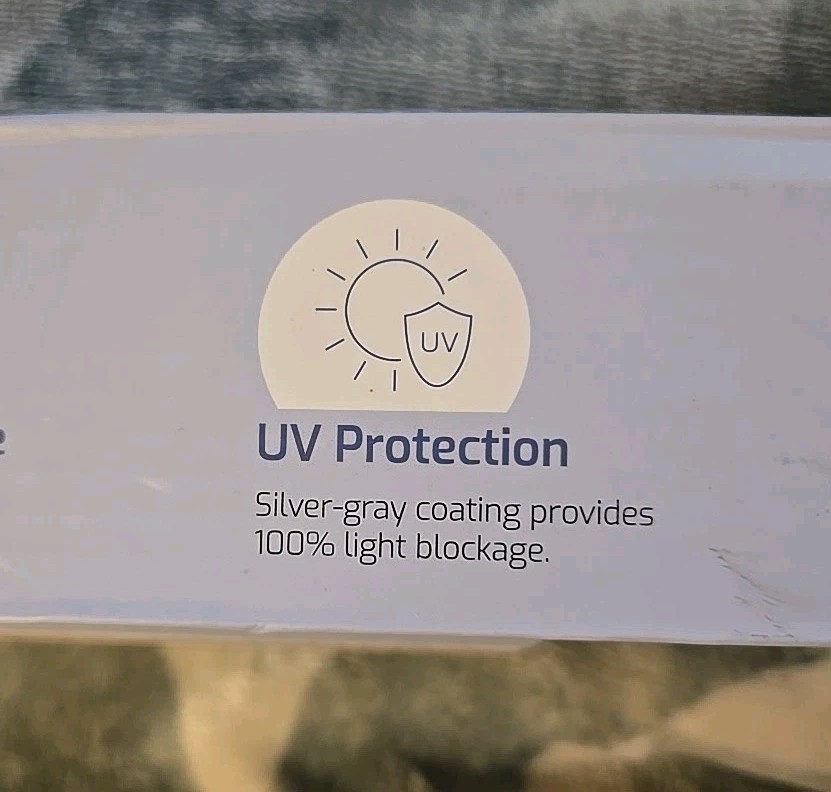 UV
UV Protection
Silver-gray coating provides
100% light blockage.